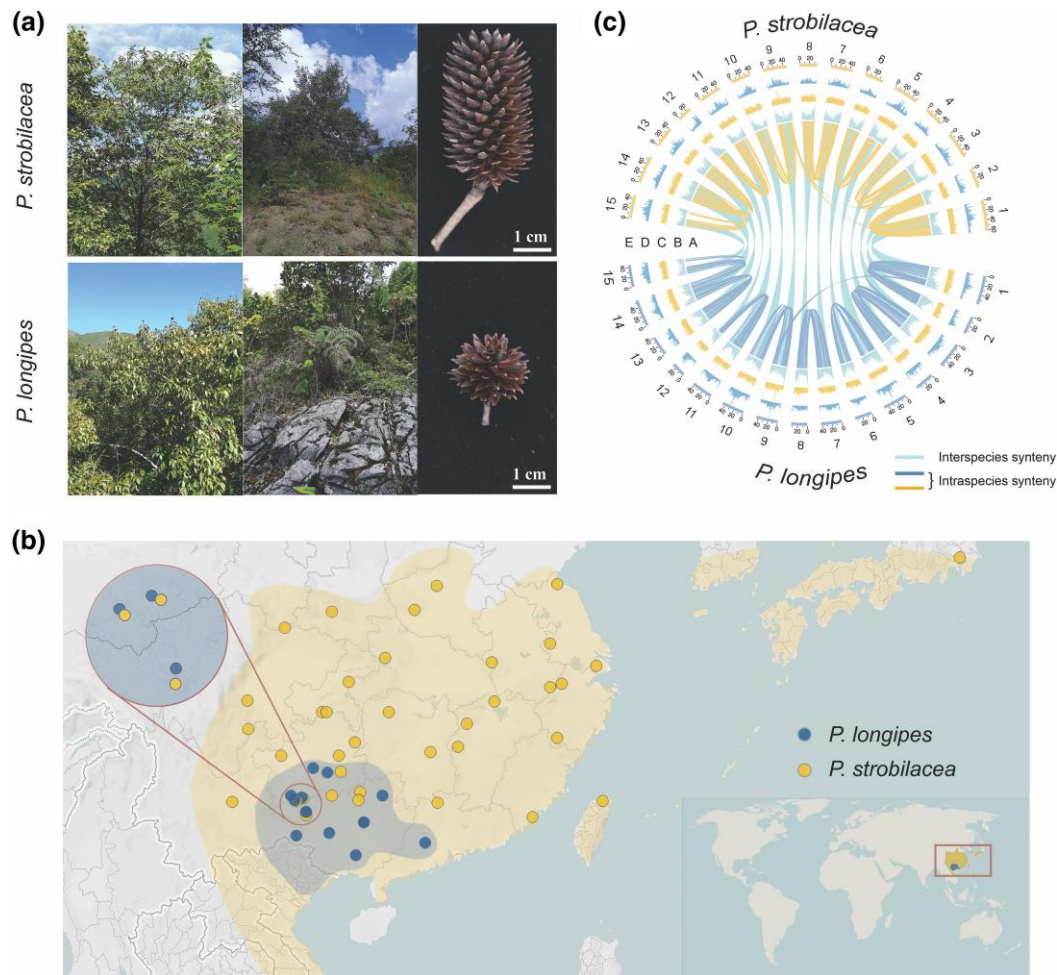 (a)
P. strobilacea
1 cm
P. longipes
1 cm
(c)
P. strobilacea
15 14 13 12 11 10 9 8 7 6 5 4 3 2 1
E D C B A
15 14 13 12 11 10 9 8 7 6 5 4 3 2 1
P. longipes
Interspecies synteny
} Intraspecies synteny
(b)
P. longipes
P. strobilacea